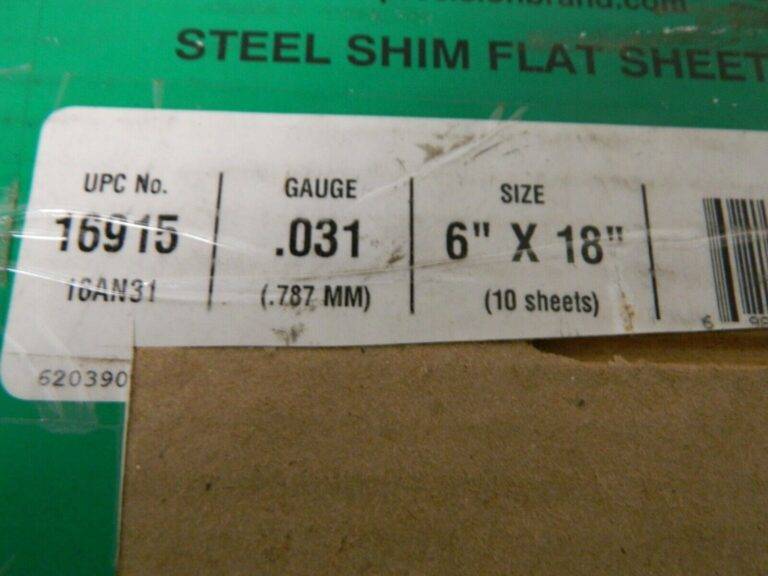 STEEL SHIM FLAT SHEET
UPC No.
16915
16AN31
GAUGE
.031
(.787 MM)
SIZE
6" X 18"
(10 sheets)
620390